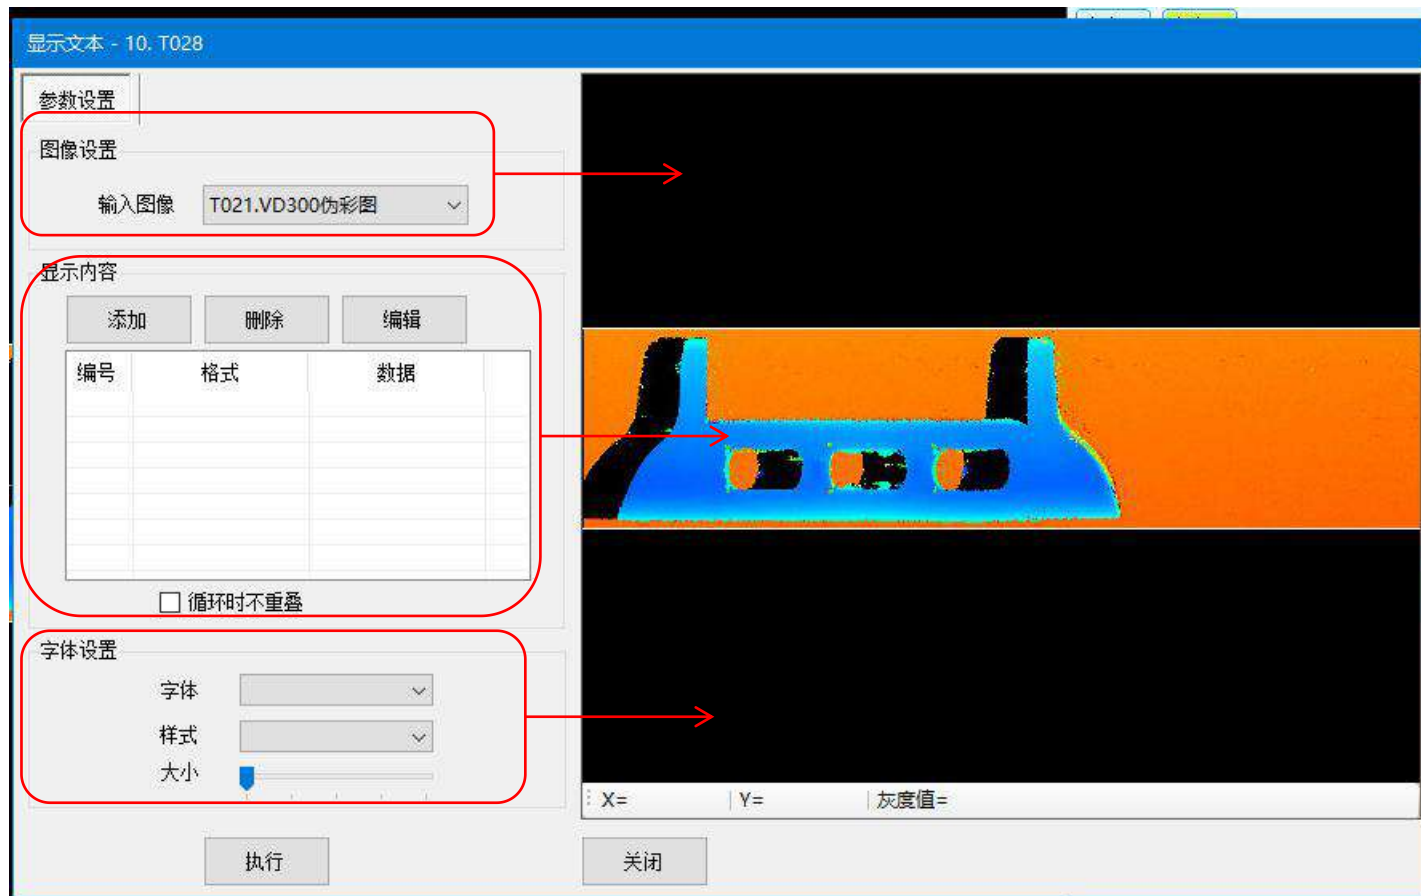 显示文本 - 10. T028
参数设置
图像设置
输入图像 T021.VD300伪彩图
显示内容
添加 删除 编辑
编号 格式 数据
循环时不重叠
字体设置
字体
样式
大小
X= Y= 灰度值=
执行 关闭